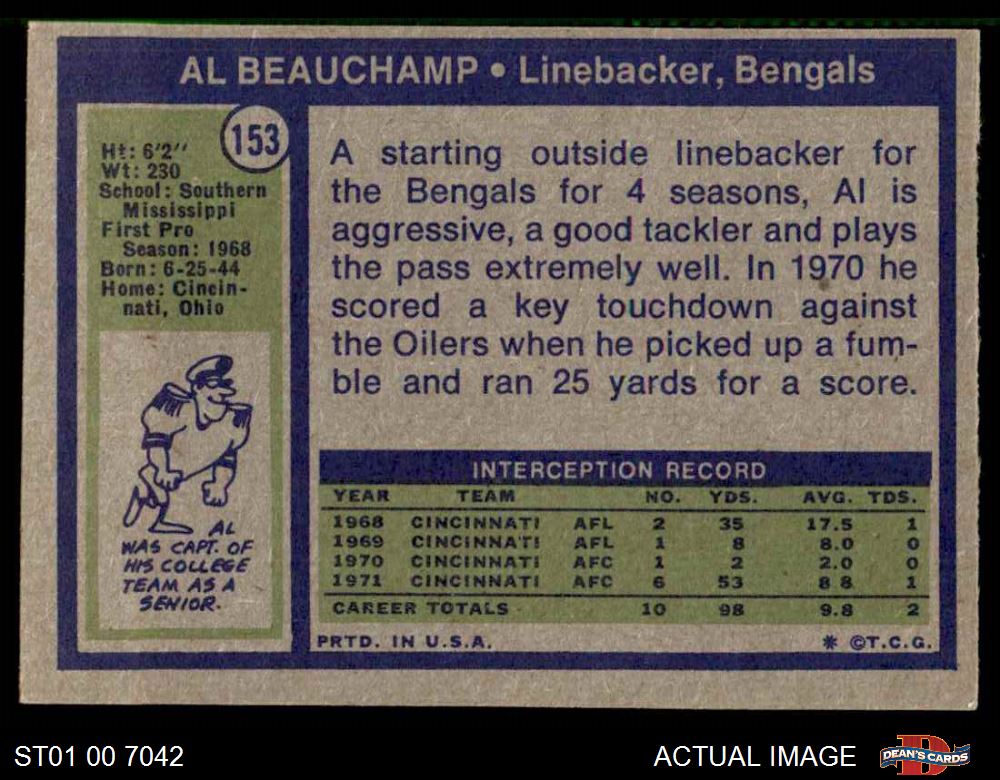 AL BEAUCHAMP • Linebacker, Bengals
153
Ht: 6'2"
Wt: 230
School: Southern
Mississippi
First Pro
Season: 1968
Born: 6-25-44
Home: Cincin-
nati, Ohio
AL
WAS CAPT. OF
HIS COLLEGE
TEAM AS A
SENIOR.
A starting outside linebacker for
the Bengals for 4 seasons, Al is
aggressive, a good tackler and plays
the pass extremely well. In 1970 he
scored a key touchdown against
the Oilers when he picked up a fum-
ble and ran 25 yards for a score.
INTERCEPTION RECORD
YEAR TEAM NO. YDS. AVG. TDS.
1968 CINCINNATI AFL 2 35 17.5 1
1969 CINCINNATI AFL 1 8 8.0 0
1970 CINCINNATI AFC 1 2 2.0 0
1971 CINCINNATI AFC 6 53 8.8 1
CAREER TOTALS 10 98 9.8 2
PRTD. IN U.S.A. * ©T.C.G.
ST01 00 7042
ACTUAL IMAGE
DEAN'S CARDS